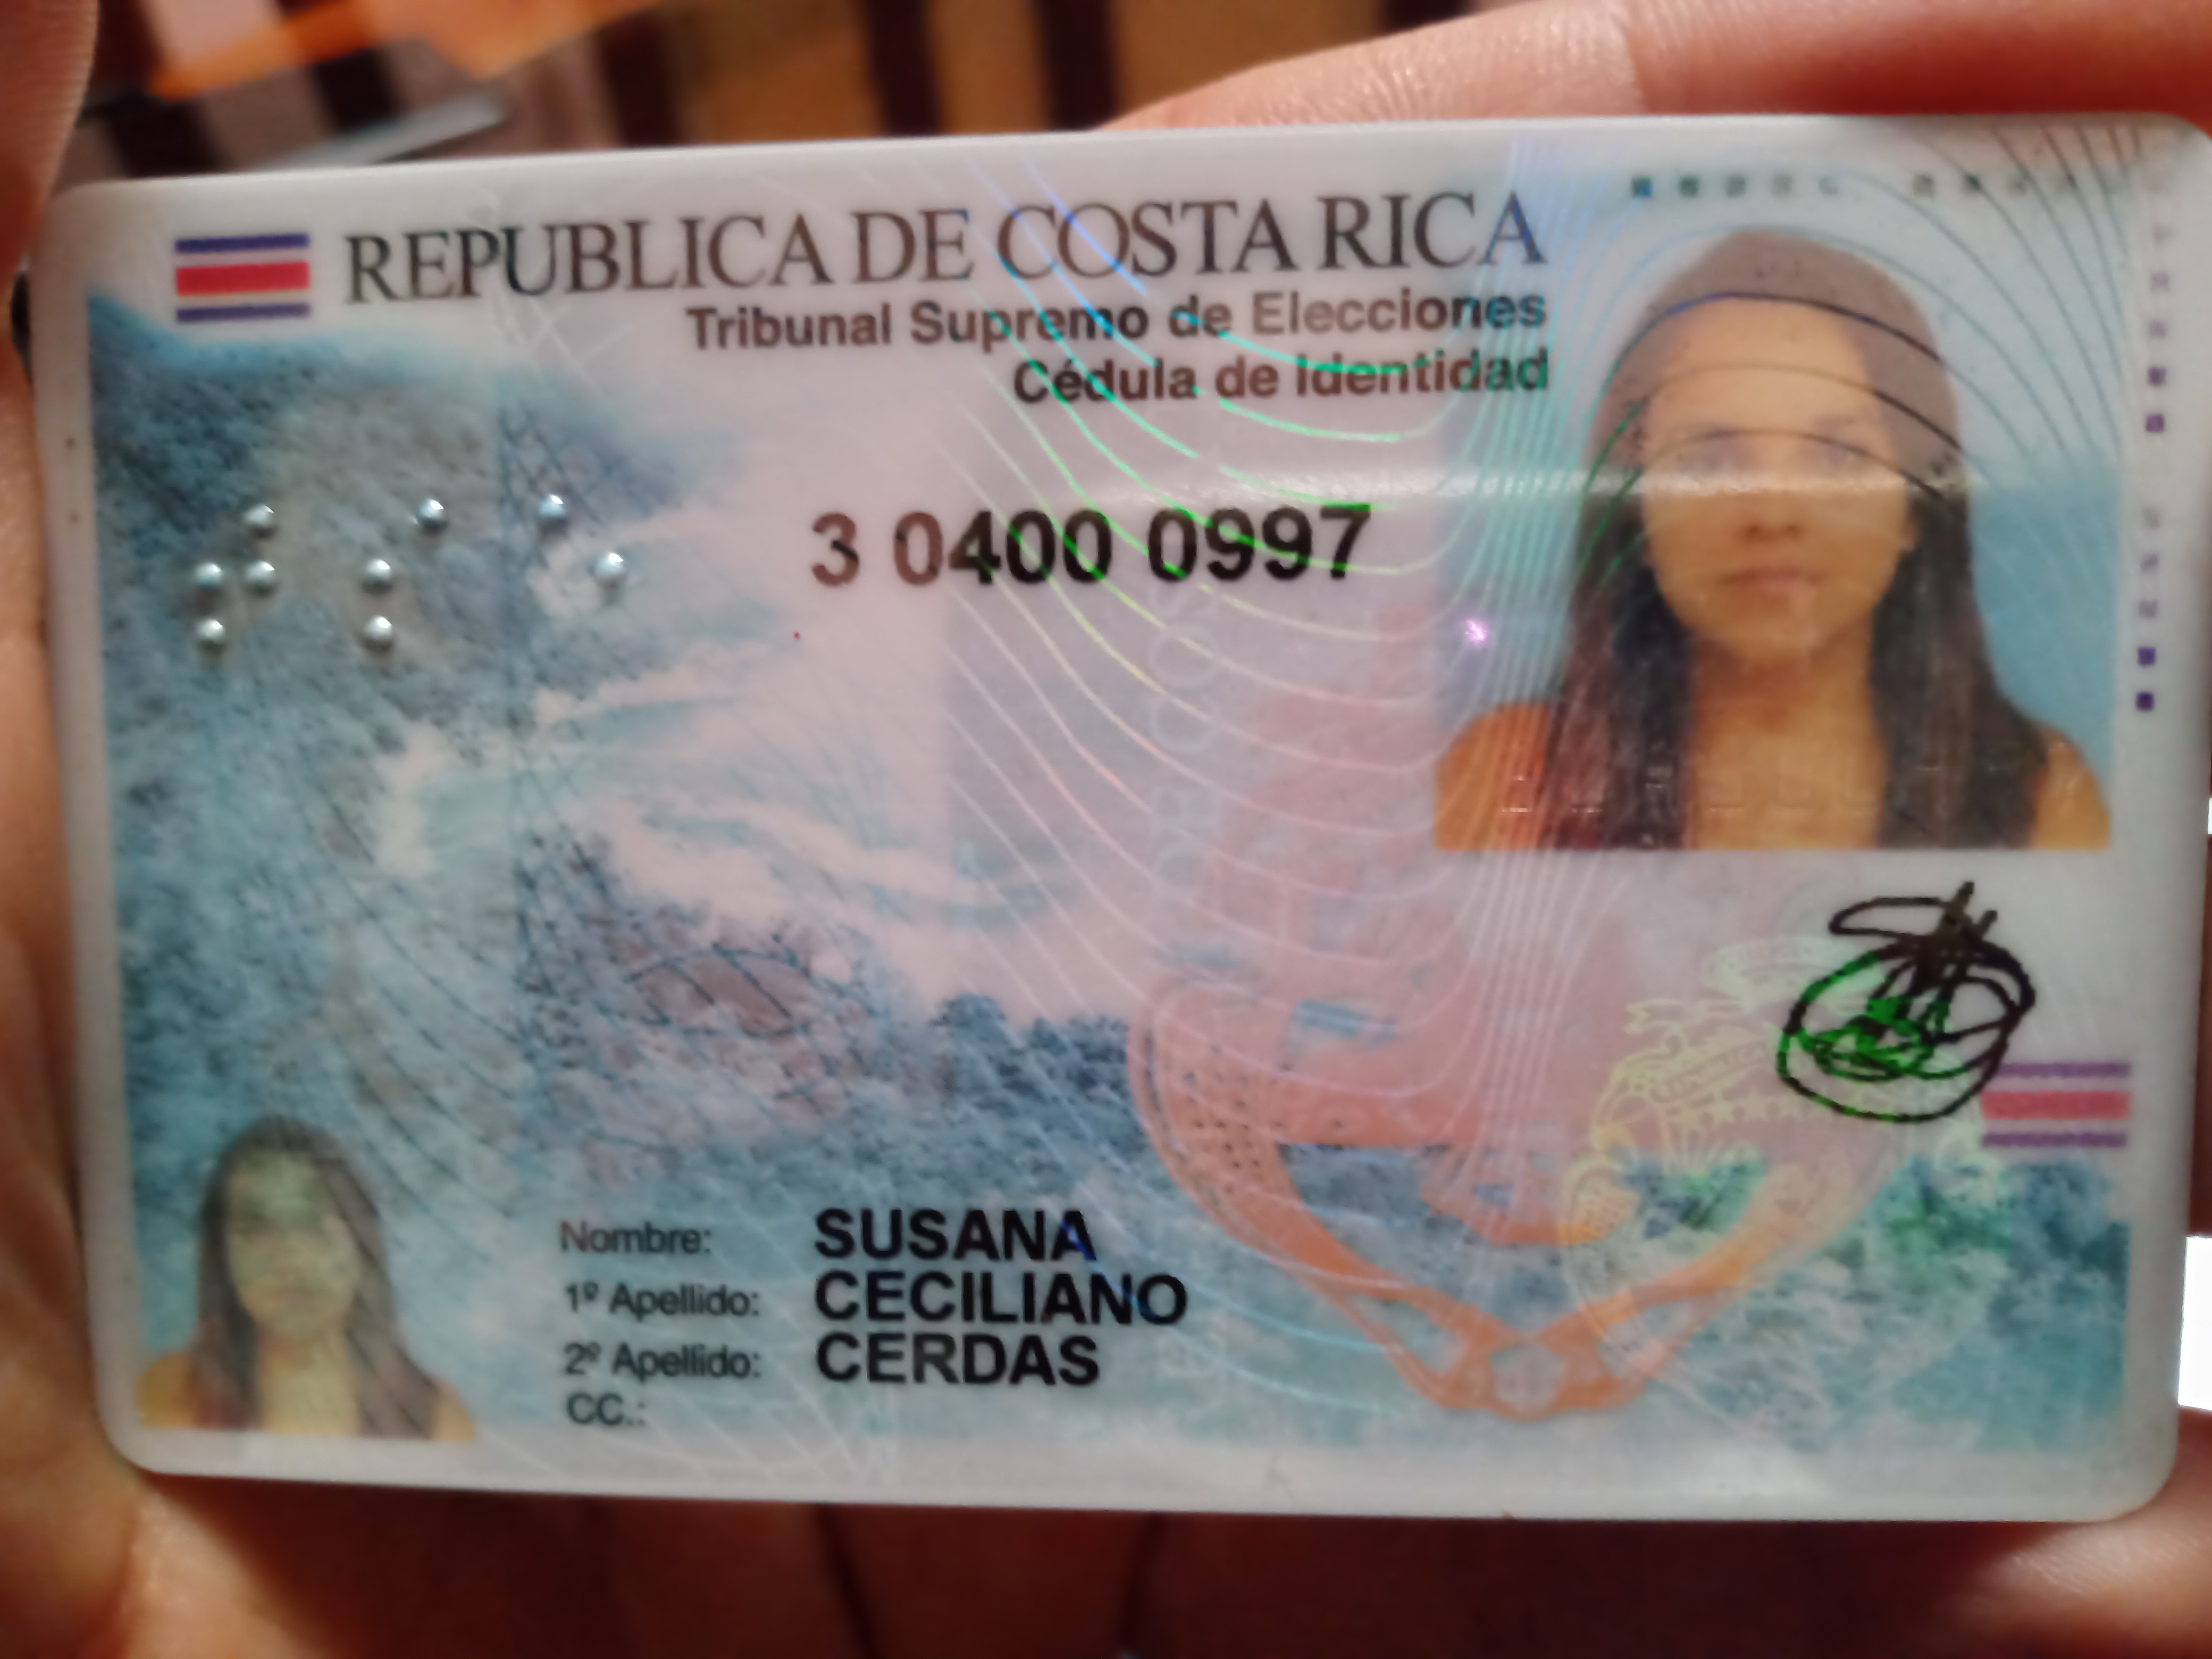 REPUBLICA DE COSTA RICA
Tribunal Supremo de Elecciones
Cédula de Identidad
3 0400 0997
Nombre: SUSANA
1º Apellido: CECILIANO
2º Apellido: CERDAS
CC.: